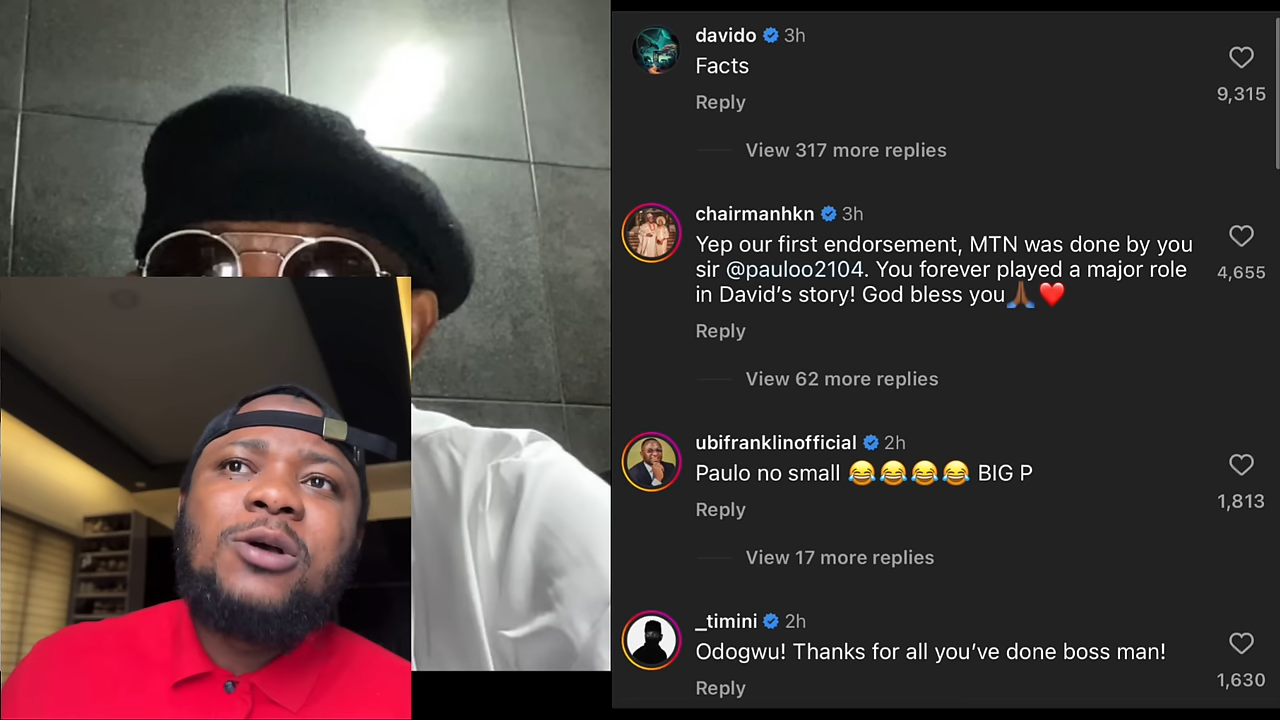 davido 3h
Facts
Reply
9,315
View 317 more replies
chairmanhkn 3h
Yep our first endorsement, MTN was done by you
sir @pauloo2104. You forever played a major role
in David's story! God bless you🙏🏾❤️
4,655
Reply
View 62 more replies
ubifranklinofficial 2h
Paulo no small 😂😂😂😂 BIG P
Reply
1,813
View 17 more replies
_timini 2h
Odogwu! Thanks for all you've done boss man!
Reply
1,630